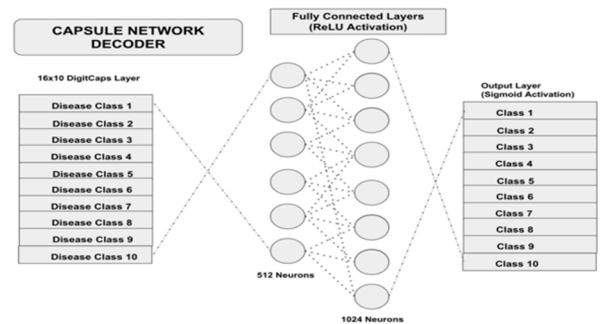 CAPSULE NETWORK
DECODER
Fully Connected Layers
(ReLU Activation)
16x10 DigitCaps Layer
Disease Class 1
Disease Class 2
Disease Class 3
Disease Class 4
Disease Class 5
Disease Class 6
Disease Class 7
Disease Class 8
Disease Class 9
Disease Class 10
512 Neurons
1024 Neurons
Output Layer
(Sigmoid Activation)
Class 1
Class 2
Class 3
Class 4
Class 5
Class 6
Class 7
Class 8
Class 9
Class 10